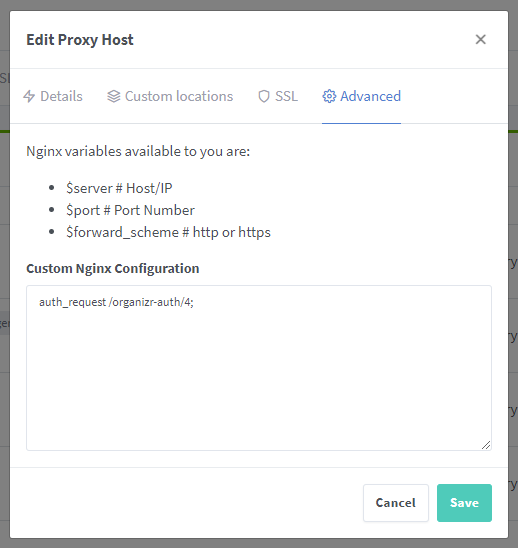 Edit Proxy Host
Details Custom locations SSL Advanced
Nginx variables available to you are:
• $server # Host/IP
• $port # Port Number
• $forward_scheme # http or https
Custom Nginx Configuration
auth_request /organizr-auth/4;
Cancel Save